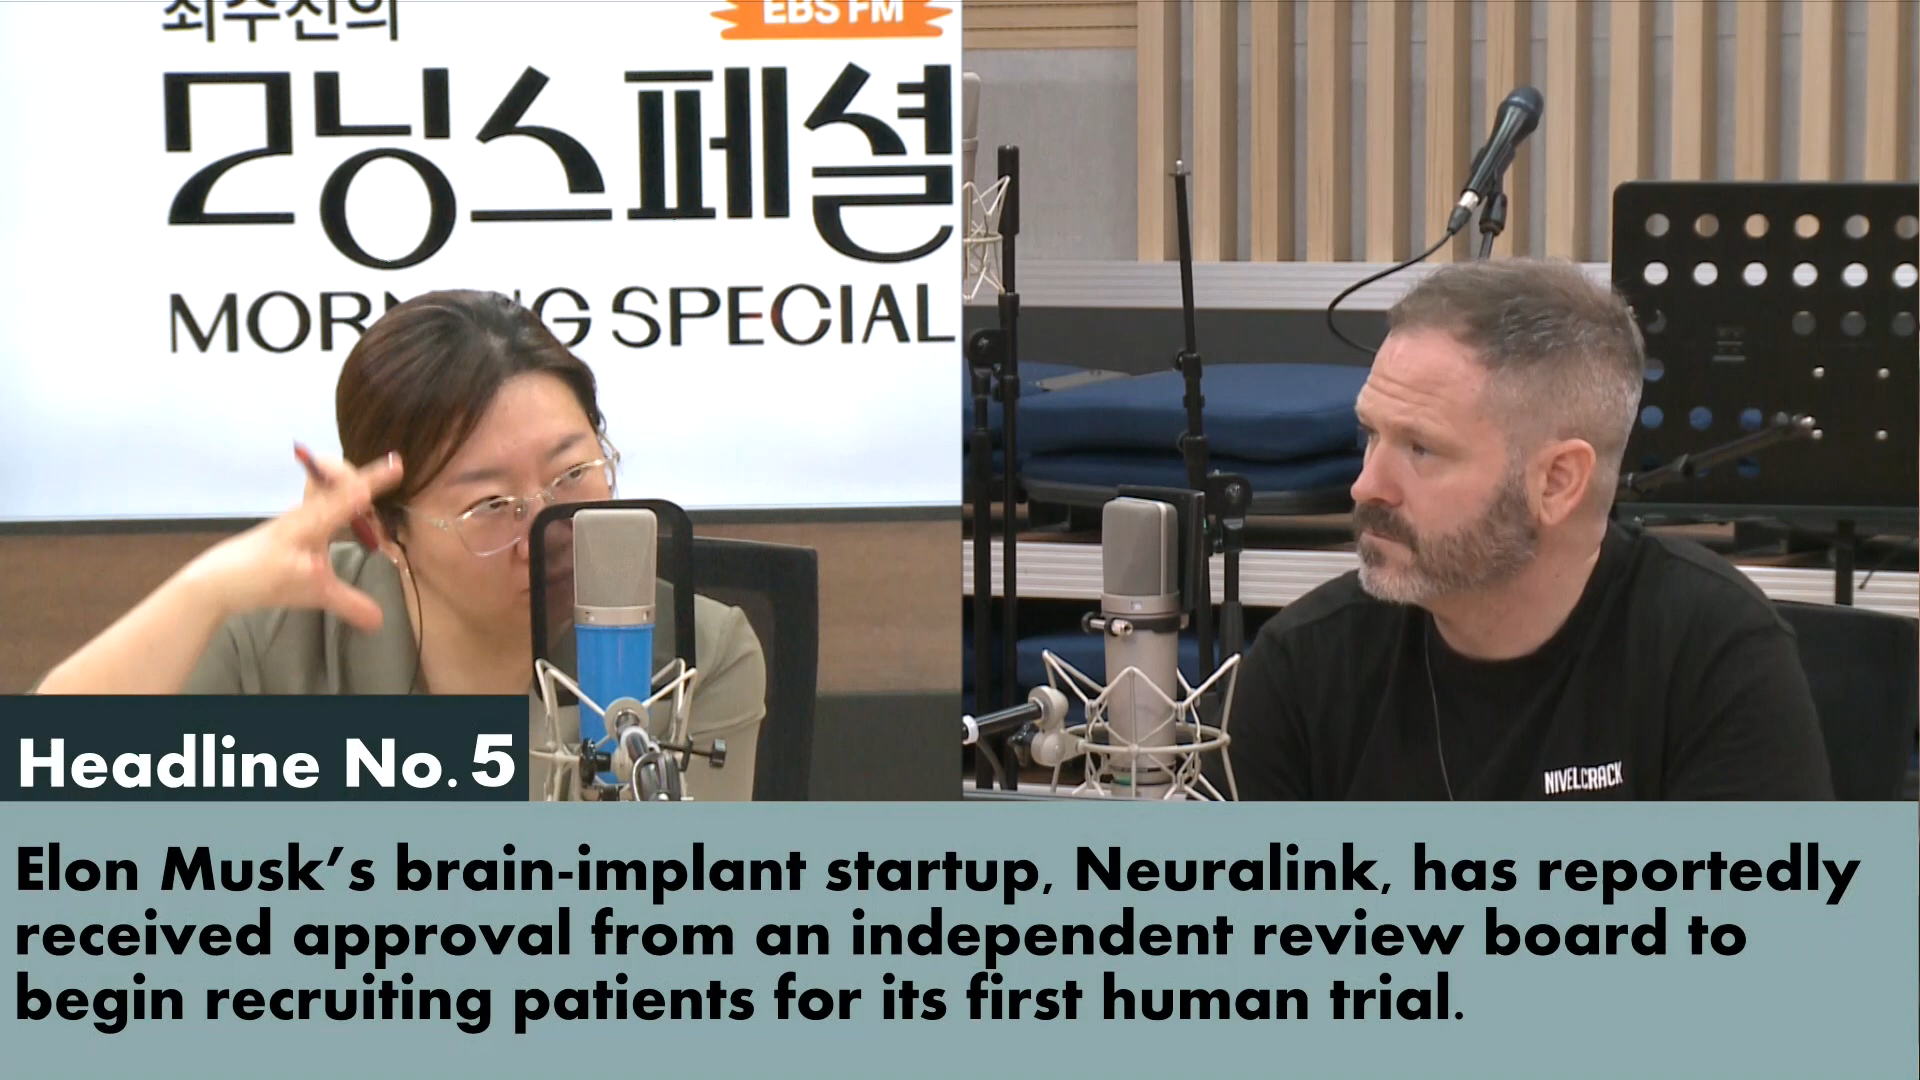 최수진의
EBS FM
모닝스페셜
MORNING SPECIAL
NIVELCRACK
Headline No. 5
Elon Musk’s brain-implant startup, Neuralink, has reportedly
received approval from an independent review board to
begin recruiting patients for its first human trial.